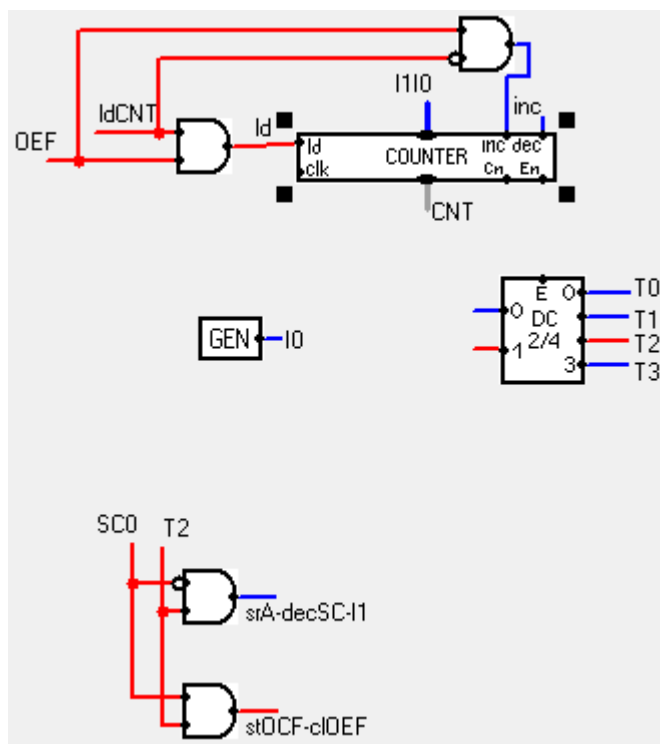 I1I0
ldCNT
ld
inc
OEF
ld
COUNTER
inc dec
clk
Cn En
CNT
E 0 T0
0 DC T1
GEN I0
1 2/4 T2
3 T3
SC0 T2
srA-decSC-I1
stOCF-clOEF